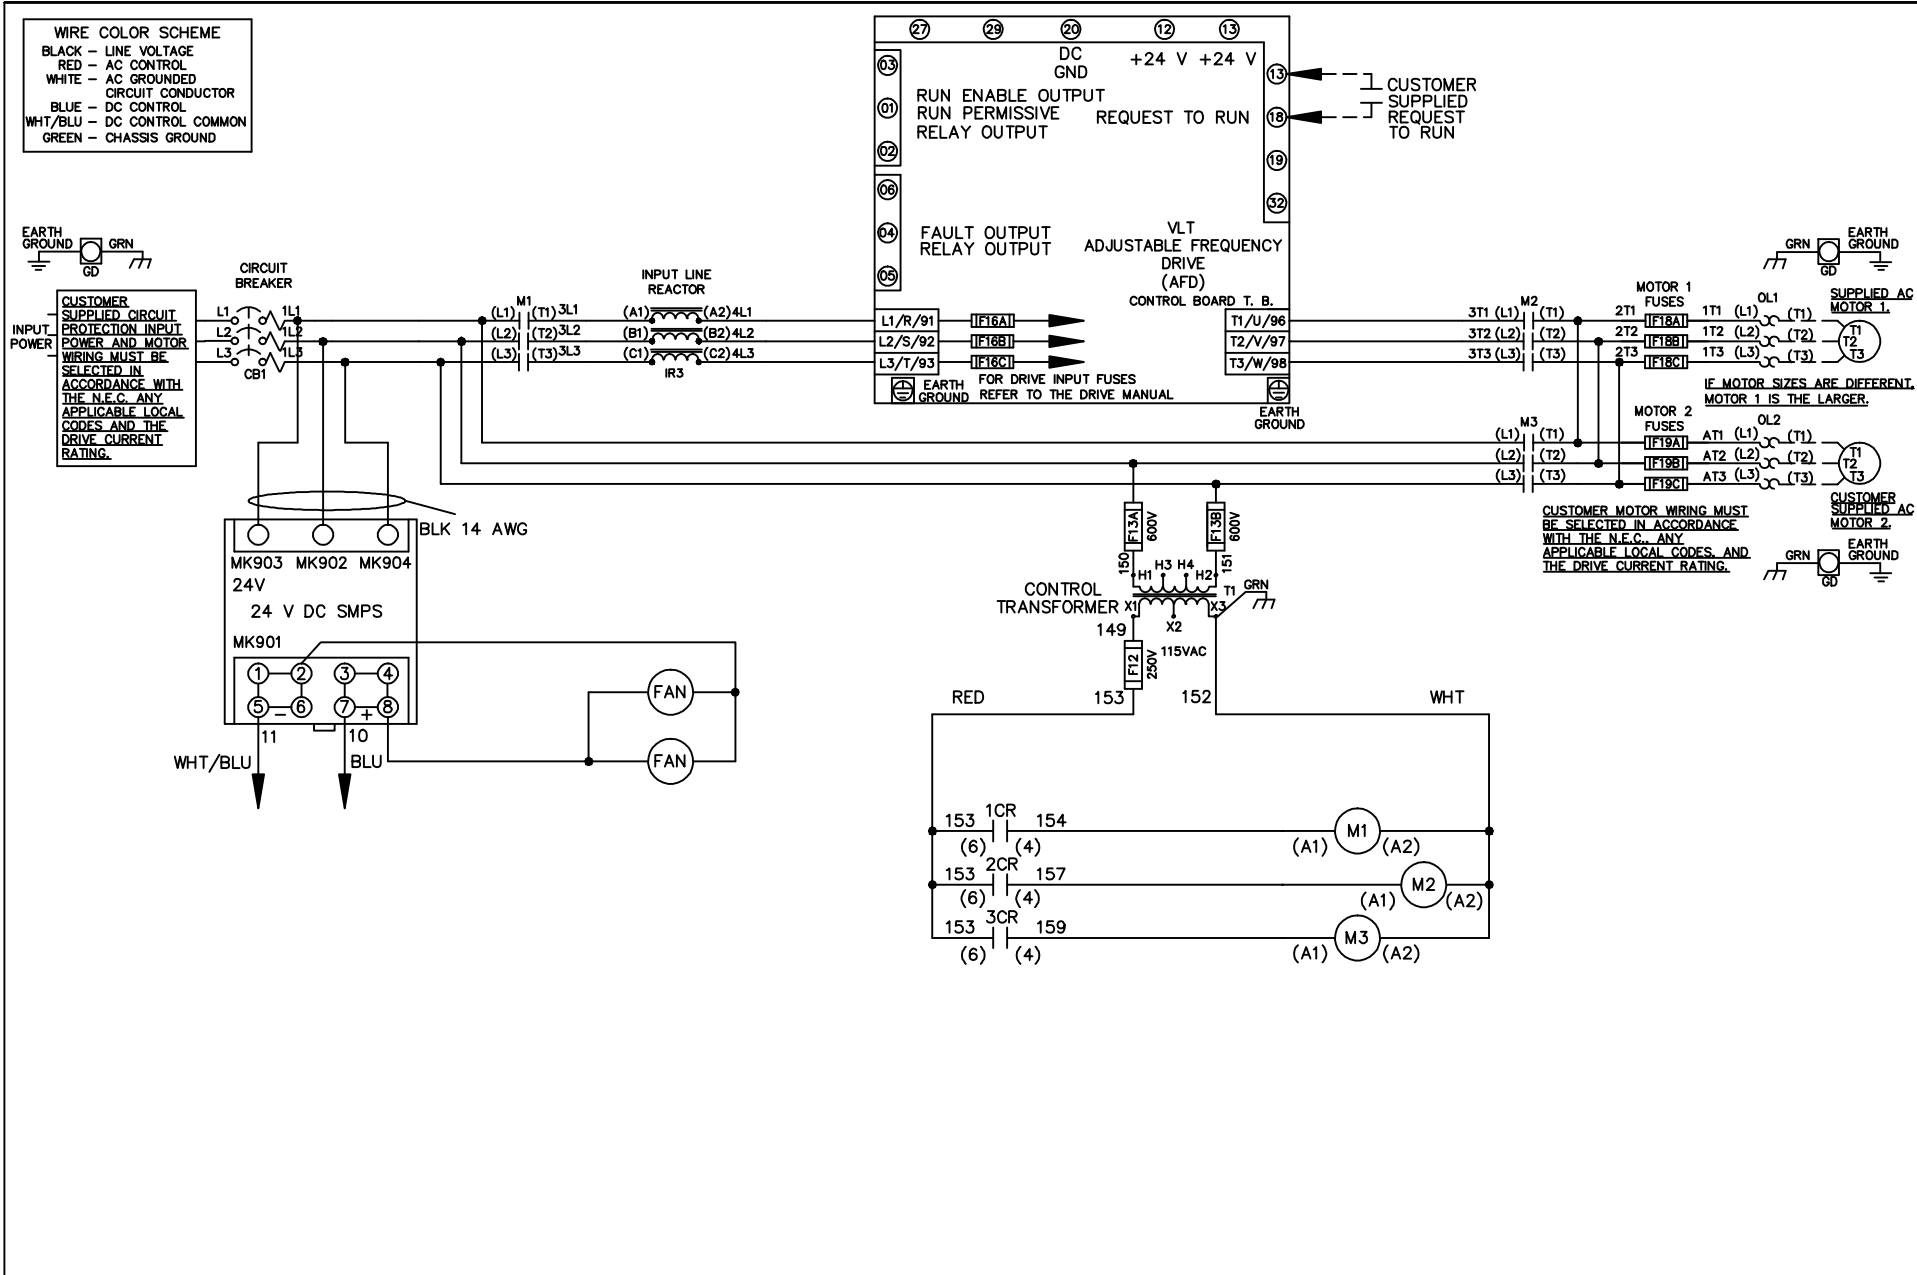 WIRE COLOR SCHEME
BLACK – LINE VOLTAGE
RED – AC CONTROL
WHITE – AC GROUNDED
CIRCUIT CONDUCTOR
BLUE – DC CONTROL
WHT/BLU – DC CONTROL COMMON
GREEN – CHASSIS GROUND
27 29 20 12 13
DC
GND
+24 V +24 V
03
01
02
RUN ENABLE OUTPUT
RUN PERMISSIVE
RELAY OUTPUT
REQUEST TO RUN
13
18
19
32
CUSTOMER
SUPPLIED
REQUEST
TO RUN
06
04
05
FAULT OUTPUT
RELAY OUTPUT
VLT
ADJUSTABLE FREQUENCY
DRIVE
(AFD)
CONTROL BOARD T. B.
L1/R/91 F16A T1/U/96
L2/S/92 F16B T2/V/97
L3/T/93 F16C T3/W/98
EARTH
GROUND
FOR DRIVE INPUT FUSES
REFER TO THE DRIVE MANUAL
EARTH
GROUND
EARTH
GROUND
GRN
GD
INPUT
POWER
CUSTOMER
SUPPLIED CIRCUIT
PROTECTION INPUT
POWER AND MOTOR
WIRING MUST BE
SELECTED IN
ACCORDANCE WITH
THE N.E.C. ANY
APPLICABLE LOCAL
CODES AND THE
DRIVE CURRENT
RATING.
CIRCUIT
BREAKER
L1 1L1
L2 1L2
L3 1L3
CB1
M1
(L1) (T1) 3L1
(L2) (T2) 3L2
(L3) (T3) 3L3
INPUT LINE
REACTOR
(A1) (A2) 4L1
(B1) (B2) 4L2
(C1) (C2) 4L3
IR3
M2
3T1 (L1) (T1)
3T2 (L2) (T2)
3T3 (L3) (T3)
MOTOR 1
FUSES
2T1 F18A 1T1 (L1) OL1 (T1)
2T2 F18B 1T2 (L2) (T2)
2T3 F18C 1T3 (L3) (T3)
T1
T2
T3
GRN
GD
EARTH
GROUND
SUPPLIED AC
MOTOR 1.
IF MOTOR SIZES ARE DIFFERENT,
MOTOR 1 IS THE LARGER.
M3
(L1) (T1)
(L2) (T2)
(L3) (T3)
MOTOR 2
FUSES
F19A AT1 (L1) OL2 (T1)
F19B AT2 (L2) (T2)
F19C AT3 (L3) (T3)
T1
T2
T3
CUSTOMER
SUPPLIED AC
MOTOR 2.
CUSTOMER MOTOR WIRING MUST
BE SELECTED IN ACCORDANCE
WITH THE N.E.C., ANY
APPLICABLE LOCAL CODES, AND
THE DRIVE CURRENT RATING.
GRN
GD
EARTH
GROUND
BLK 14 AWG
MK903 MK902 MK904
24V
24 V DC SMPS
MK901
1 2 3 4
5 – 6 7 + 8
11 10
WHT/BLU BLU
FAN
FAN
F13A
600V
F13B
600V
150
151
H1 H3 H4 H2
CONTROL
TRANSFORMER
T1
GRN
X1 X2 X3
149
115VAC
F12
250V
RED 153 152 WHT
1CR
153 154 M1
(6) (4) (A1) (A2)
2CR
153 157 M2
(6) (4) (A1) (A2)
3CR
153 159 M3
(6) (4) (A1) (A2)